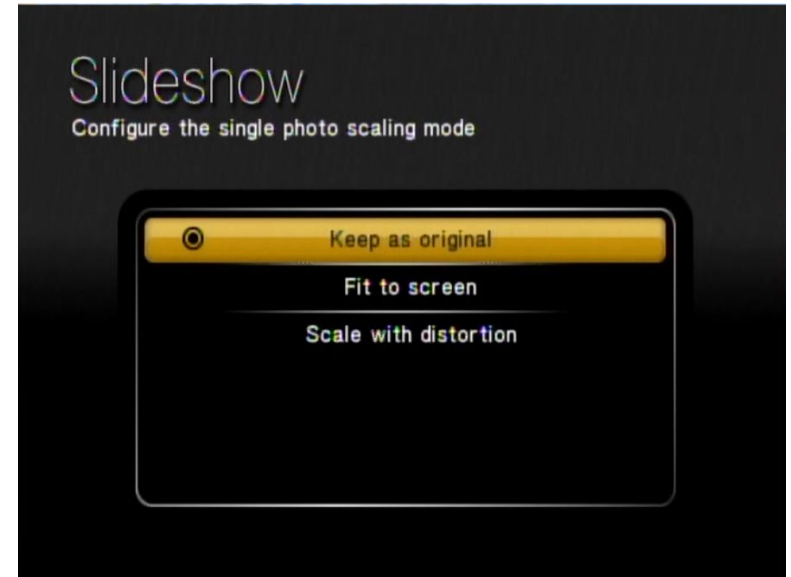 Slideshow
Configure the single photo scaling mode
Keep as original
Fit to screen
Scale with distortion